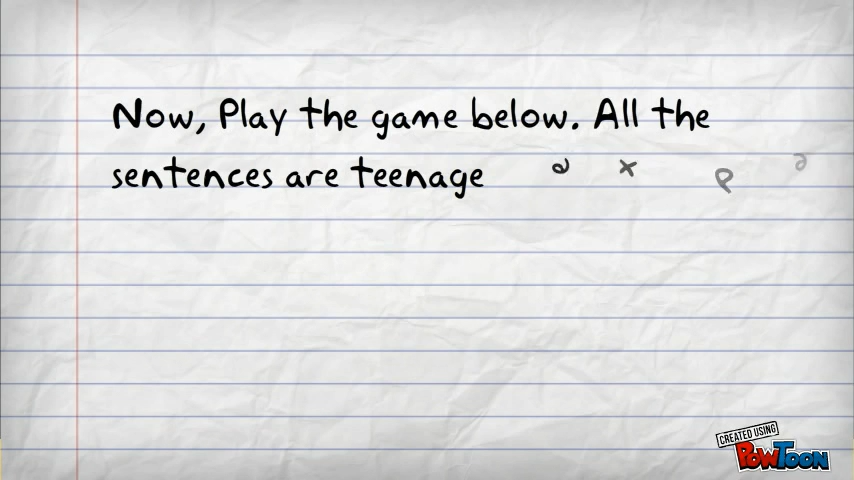 Now, Play the game below. All the
sentences are teenage
CREATED USING
POWTOON